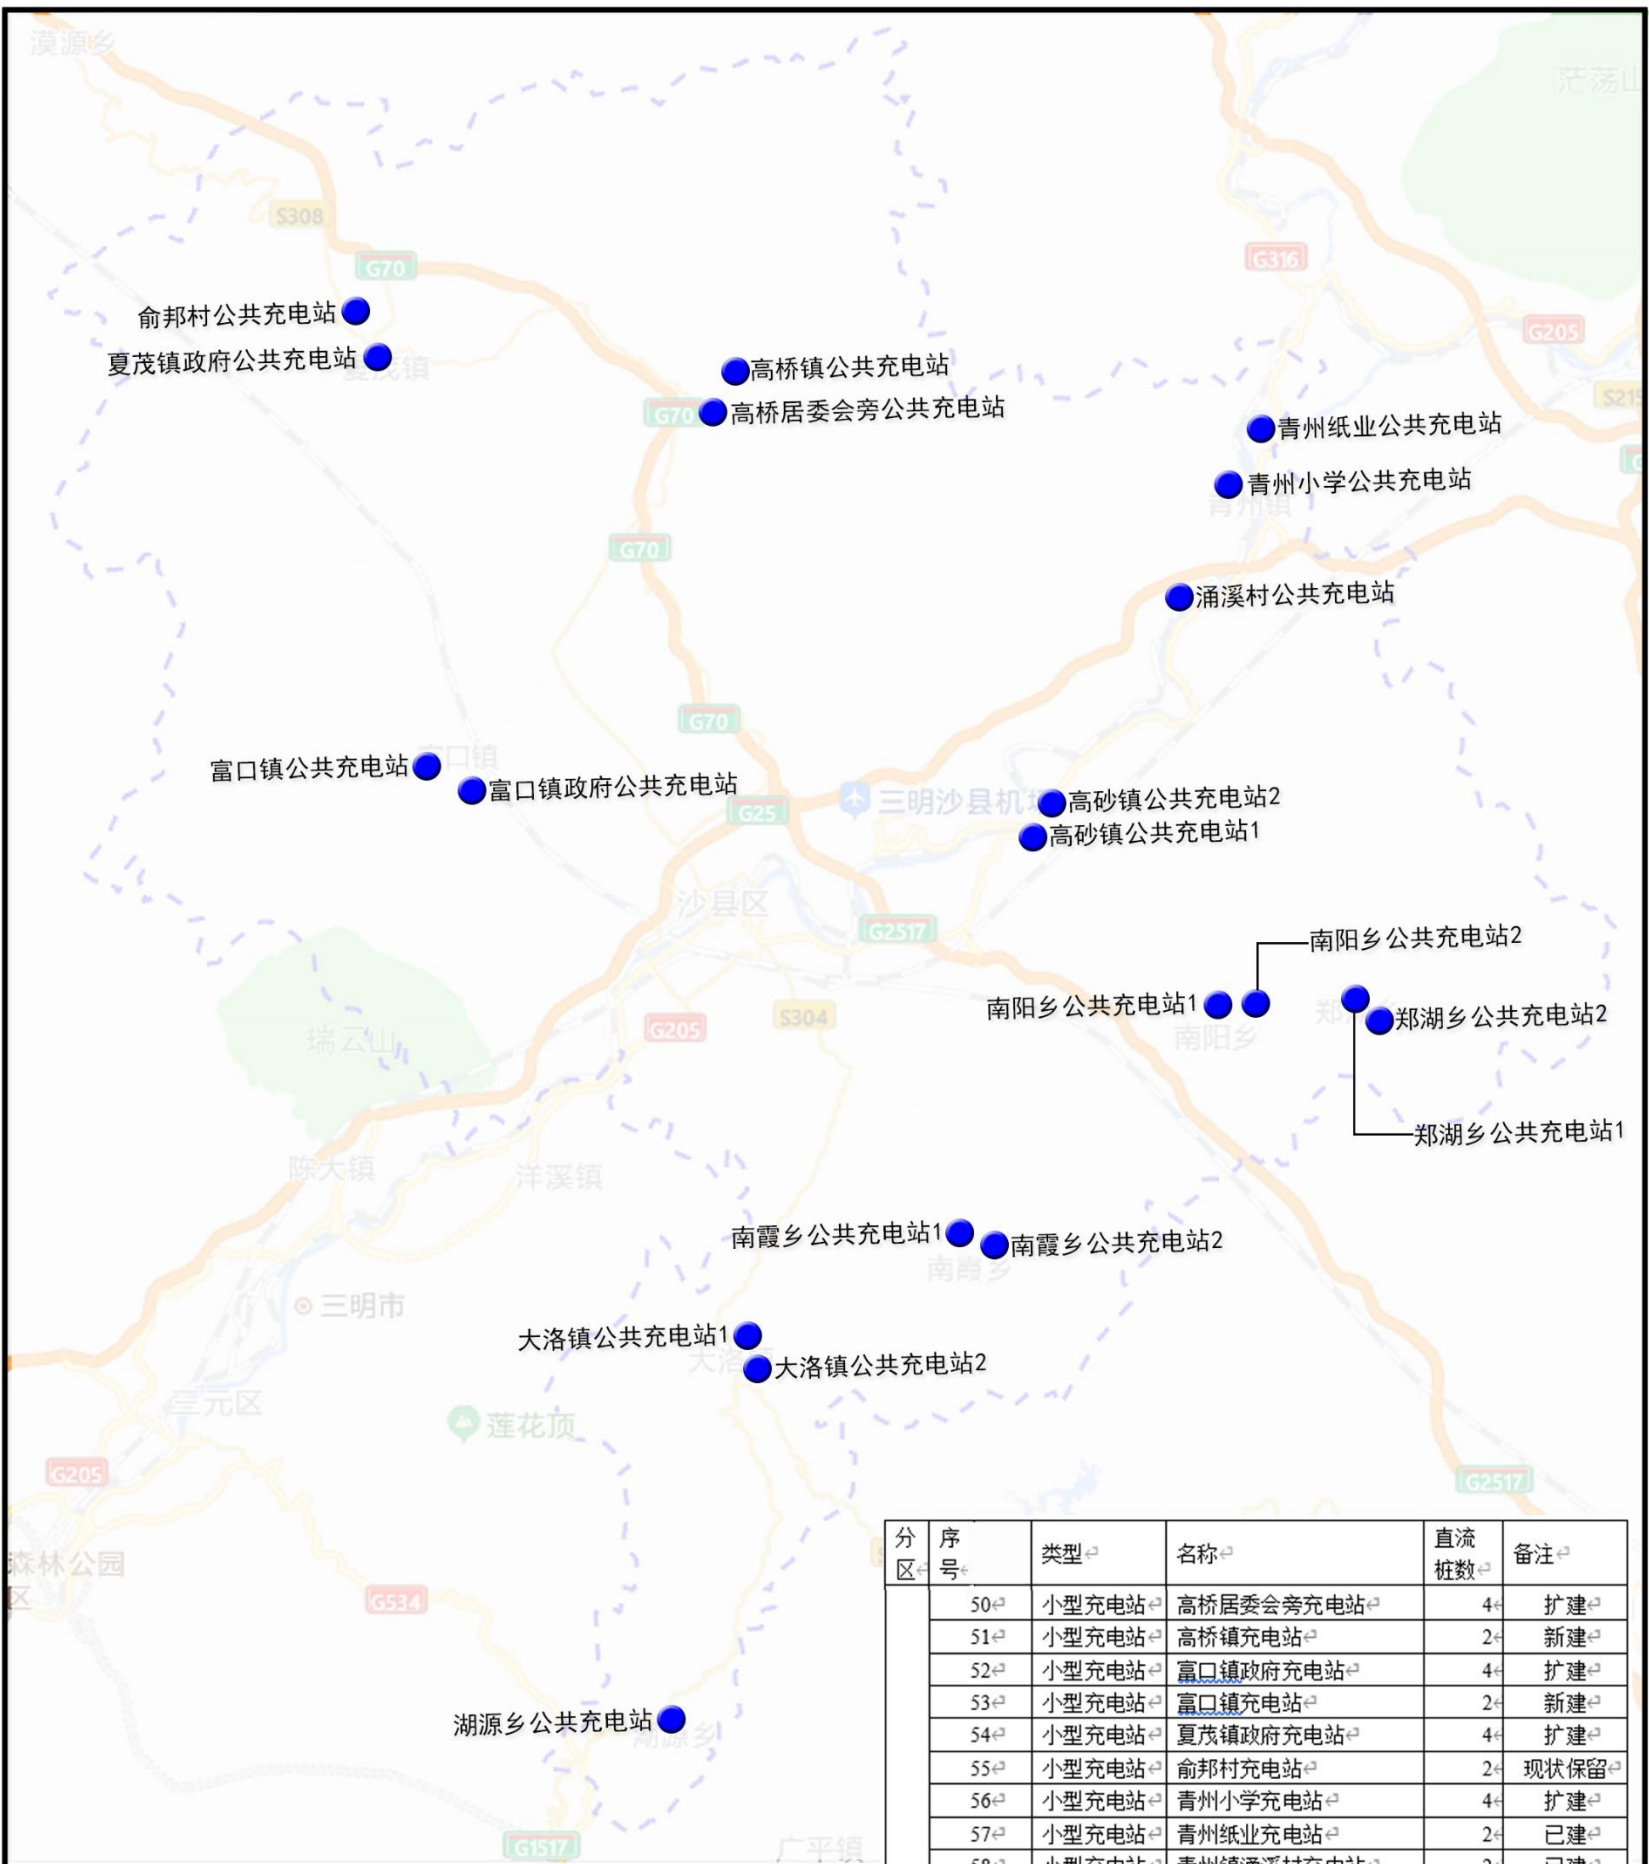 漠源乡
茫荡山
S308
G70
G316
G205
S215
俞邦村公共充电站
夏茂镇政府公共充电站
高桥镇公共充电站
G70
高桥居委会旁公共充电站
青州纸业公共充电站
青州小学公共充电站
青州镇
G70
涌溪村公共充电站
G70
富口镇公共充电站
富口镇政府公共充电站
G25
三明沙县机场
高砂镇公共充电站2
高砂镇公共充电站1
沙县区
G2517
南阳乡公共充电站2
南阳乡公共充电站1
郑湖乡公共充电站2
瑞云山
G205
S304
南阳乡
郑湖乡公共充电站1
陈大镇
洋溪镇
南霞乡公共充电站1
南霞乡公共充电站2
南霞乡
三明市
大洛镇公共充电站1
大洛镇公共充电站2
三元区
莲花顶
G205
G2517
森林公园
区
G534
湖源乡公共充电站
湖源乡
G1517
广平镇
分区 序号 类型 名称 直流桩数 备注
50 小型充电站 高桥居委会旁充电站 4 扩建
51 小型充电站 高桥镇充电站 2 新建
52 小型充电站 富口镇政府充电站 4 扩建
53 小型充电站 富口镇充电站 2 新建
54 小型充电站 夏茂镇政府充电站 4 扩建
55 小型充电站 俞邦村充电站 2 现状保留
56 小型充电站 青州小学充电站 4 扩建
57 小型充电站 青州纸业充电站 2 已建